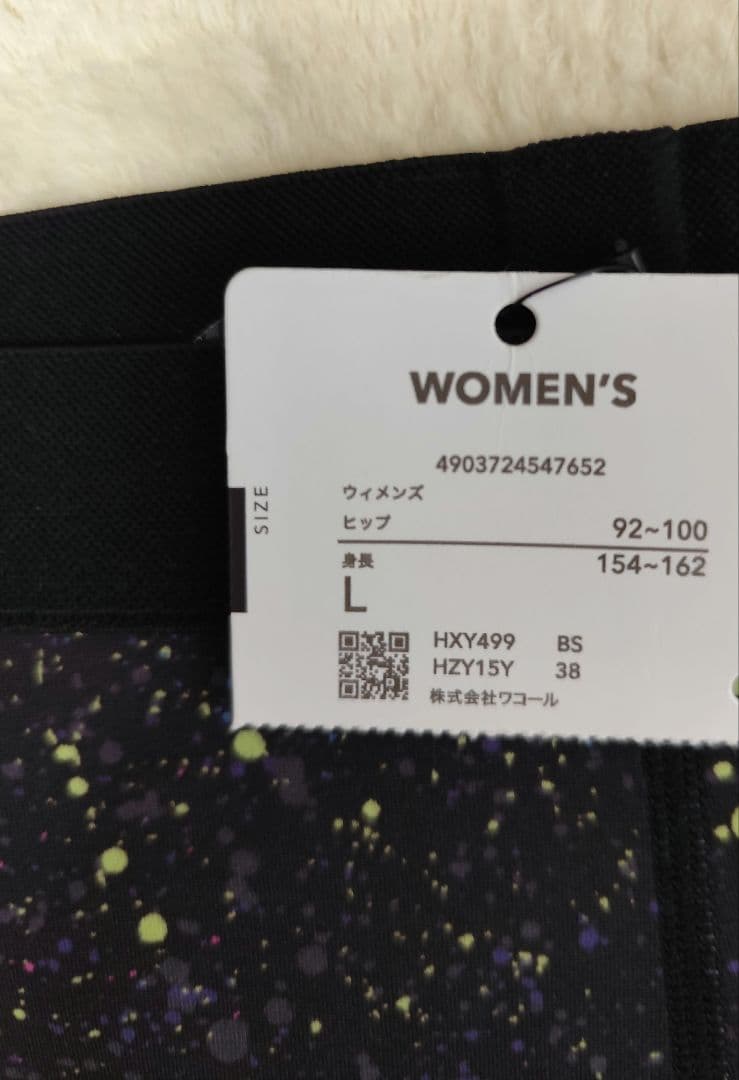 WOMEN'S
4903724547652
SIZE
ウィメンズ
ヒップ 92~100
身長 154~162
L
HXY499 BS
HZY15Y 38
株式会社ワコール